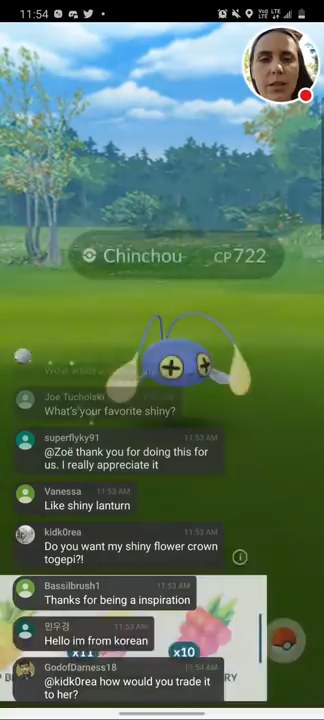 11:54
Chinchou CP722
Joe Tucholski
What's your favorite shiny?
superflyky91 11:53 AM
@Zoë thank you for doing this for
us. I really appreciate it
Vanessa 11:53 AM
Like shiny lanturn
kidk0rea 11:53 AM
Do you want my shiny flower crown
togepi?!
Bassilbrush1 11:53 AM
Thanks for being a inspiration
민우경 11:53 AM
Hello im from korean
x11
x10
GodofDarness18 11:54 AM
@kidk0rea how would you trade it
to her?